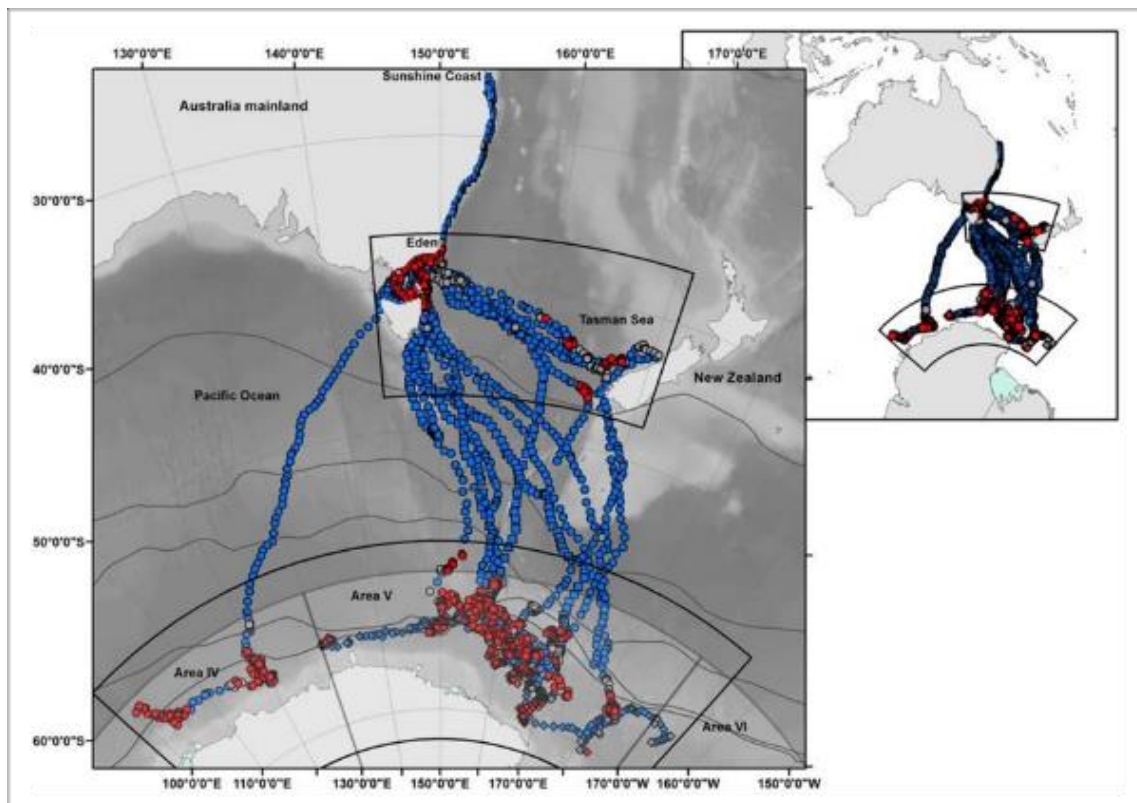 130°0'0"E 140°0'0"E 150°0'0"E 160°0'0"E 170°0'0"E
Sunshine Coast
Australia mainland
30°0'0"S
Eden
Tasman Sea
40°0'0"S
New Zealand
Pacific Ocean
50°0'0"S
Area V
Area IV
Area VI
60°0'0"S
100°0'0"E 110°0'0"E 130°0'0"E 150°0'0"E 170°0'0"E 170°0'0"W 160°0'0"W 150°0'0"W